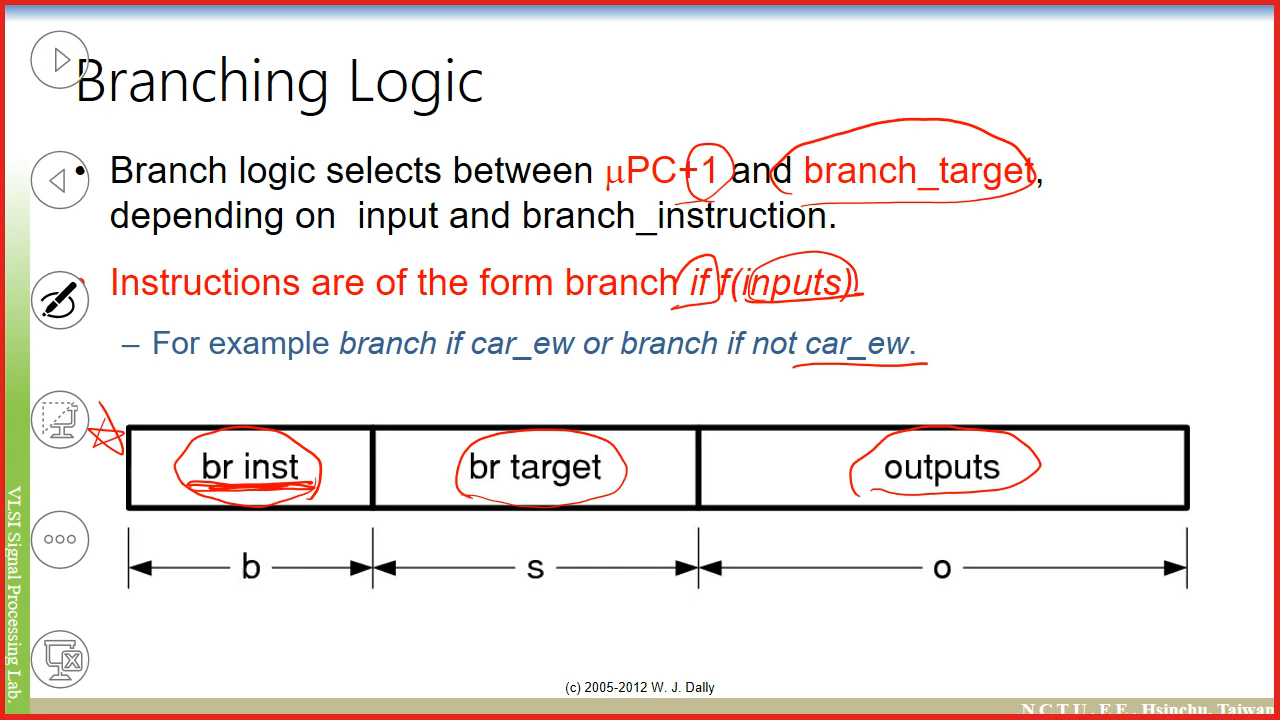 Branching Logic
• Branch logic selects between μPC+1 and branch_target,
depending on input and branch_instruction.
• Instructions are of the form branch if f(inputs)
– For example branch if car_ew or branch if not car_ew.
br inst br target outputs
b s o
VLSI Signal Processing Lab.
(c) 2005-2012 W. J. Dally
N C T U . E E . Hsinchu, Taiwan